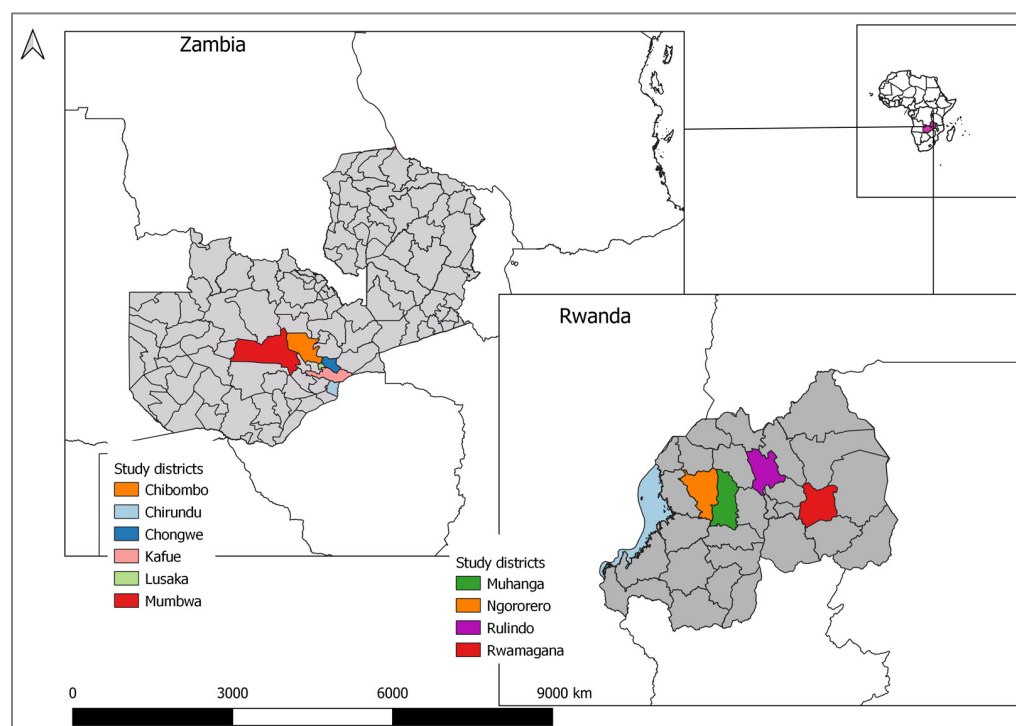 Zambia
Rwanda
Study districts
Chibombo
Chirundu
Chongwe
Kafue
Lusaka
Mumbwa
Study districts
Muhanga
Ngororero
Rulindo
Rwamagana
0 3000 6000 9000 km